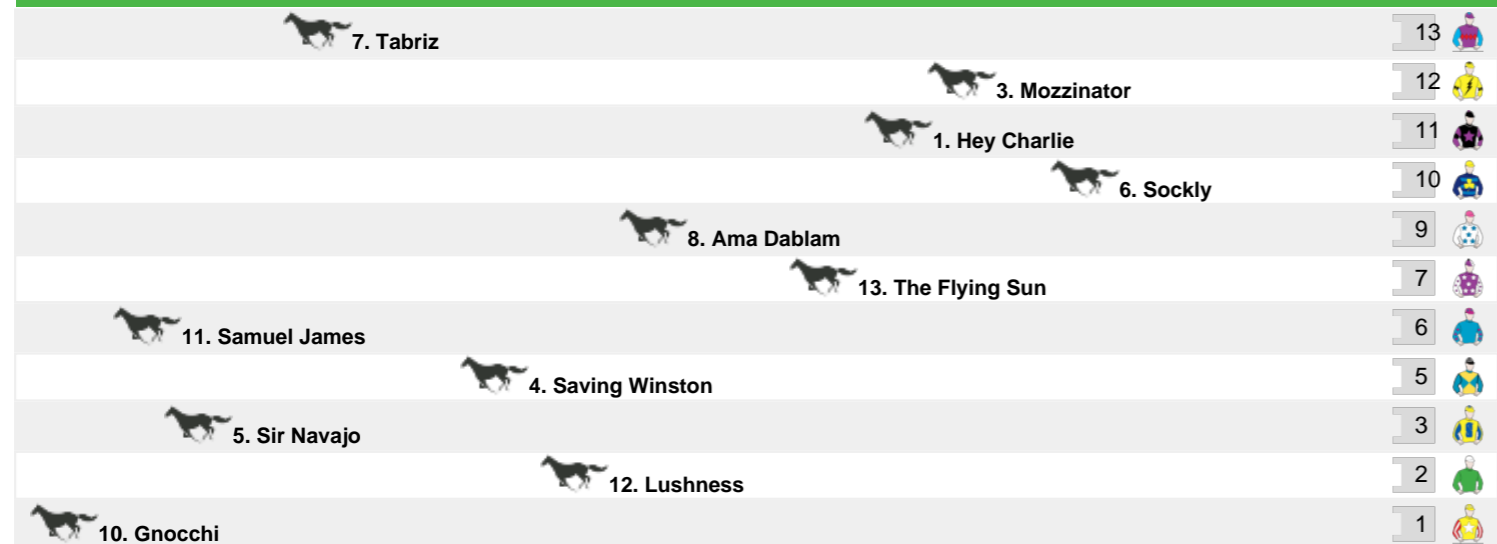 7. Tabriz 13
3. Mozzinator 12
1. Hey Charlie 11
6. Sockly 10
8. Ama Dablam 9
13. The Flying Sun 7
11. Samuel James 6
4. Saving Winston 5
5. Sir Navajo 3
12. Lushness 2
10. Gnocchi 1